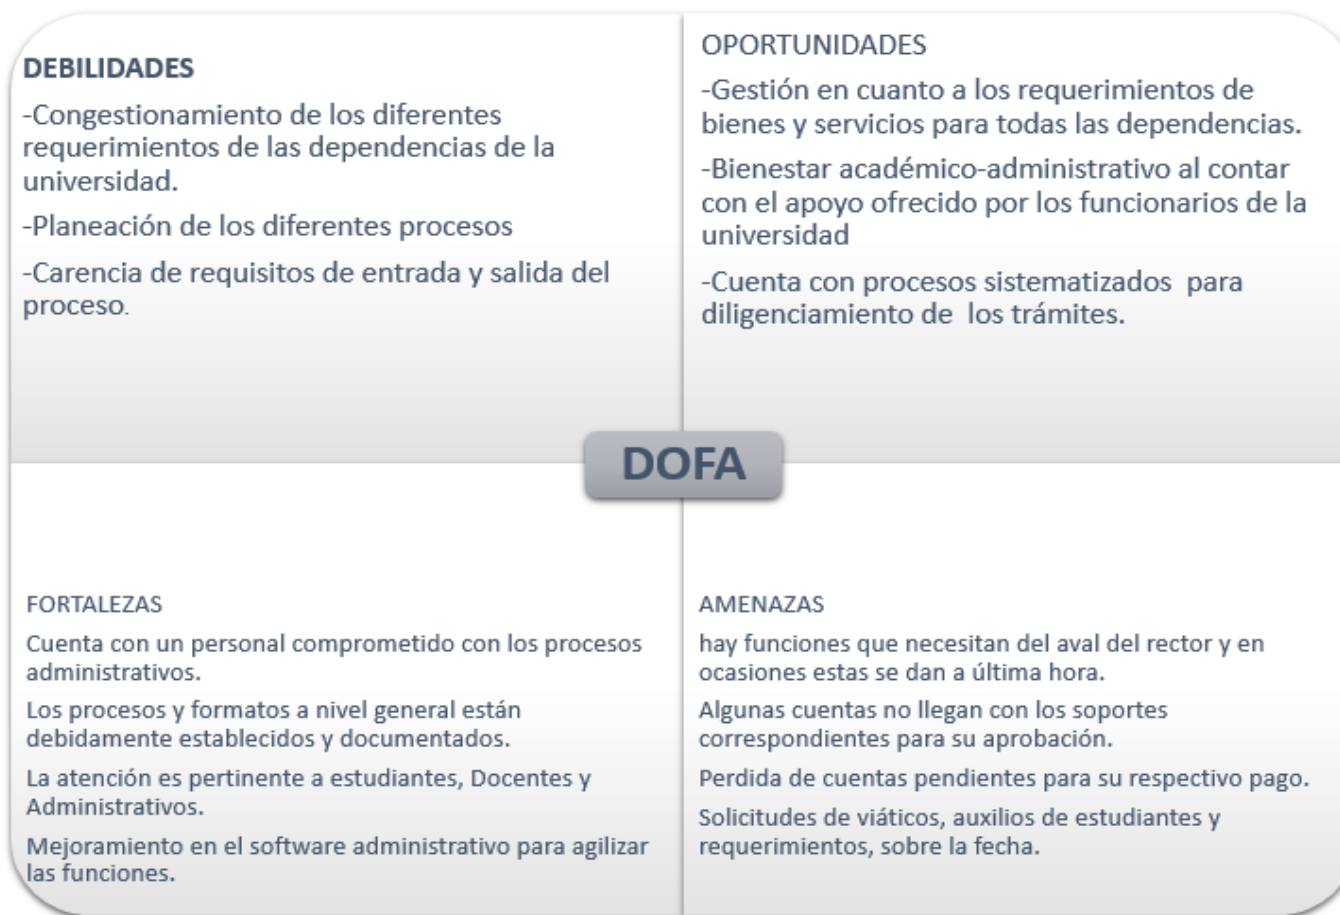 DEBILIDADES
-Congestionamiento de los diferentes
requerimientos de las dependencias de la
universidad.
-Planeación de los diferentes procesos
-Carencia de requisitos de entrada y salida del
proceso.
OPORTUNIDADES
-Gestión en cuanto a los requerimientos de
bienes y servicios para todas las dependencias.
-Bienestar académico-administrativo al contar
con el apoyo ofrecido por los funcionarios de la
universidad
-Cuenta con procesos sistematizados para
diligenciamiento de los trámites.
DOFA
FORTALEZAS
Cuenta con un personal comprometido con los procesos
administrativos.
Los procesos y formatos a nivel general están
debidamente establecidos y documentados.
La atención es pertinente a estudiantes, Docentes y
Administrativos.
Mejoramiento en el software administrativo para agilizar
las funciones.
AMENAZAS
hay funciones que necesitan del aval del rector y en
ocasiones estas se dan a última hora.
Algunas cuentas no llegan con los soportes
correspondientes para su aprobación.
Perdida de cuentas pendientes para su respectivo pago.
Solicitudes de viáticos, auxilios de estudiantes y
requerimientos, sobre la fecha.